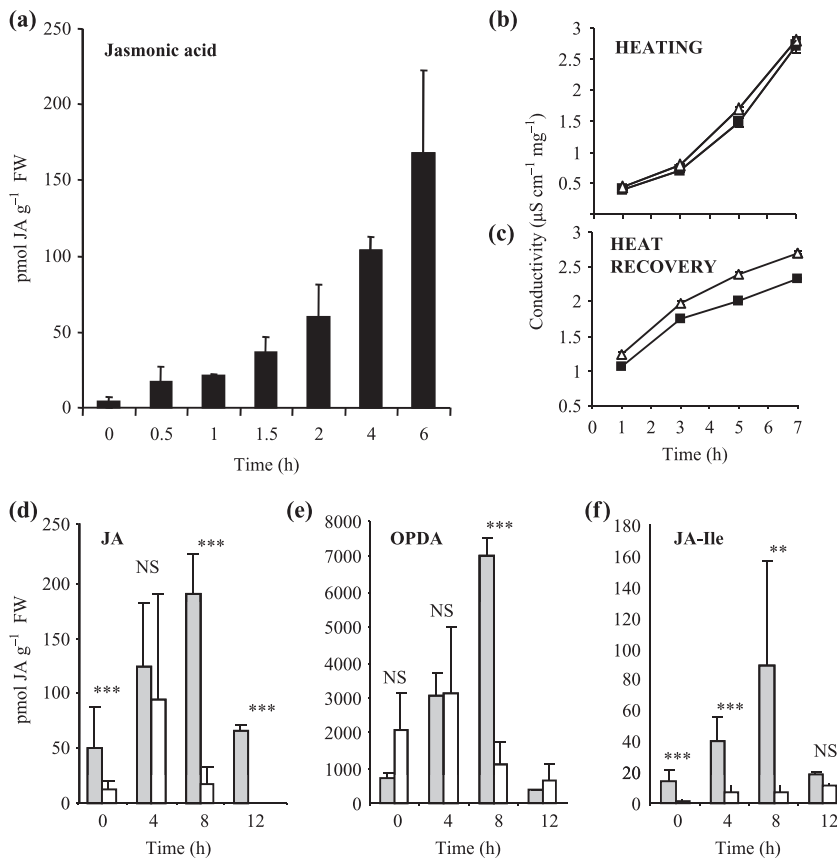 (a)
Jasmonic acid
pmol JA g⁻¹ FW
250
200
150
100
50
0
0 0.5 1 1.5 2 4 6
Time (h)
(b)
HEATING
3
2.5
2
1.5
1
0.5
Conductivity (µS cm⁻¹ mg⁻¹)
(c)
HEAT
RECOVERY
3
2.5
2
1.5
1
0.5
0 1 2 3 4 5 6 7
Time (h)
(d)
JA
pmol JA g⁻¹ FW
250
200
150
100
50
0
***
NS
***
***
0 4 8 12
Time (h)
(e)
OPDA
8000
7000
6000
5000
4000
3000
2000
1000
0
NS
NS
***
0 4 8 12
Time (h)
(f)
JA-Ile
180
160
140
120
100
80
60
40
20
0
***
***
**
NS
0 4 8 12
Time (h)